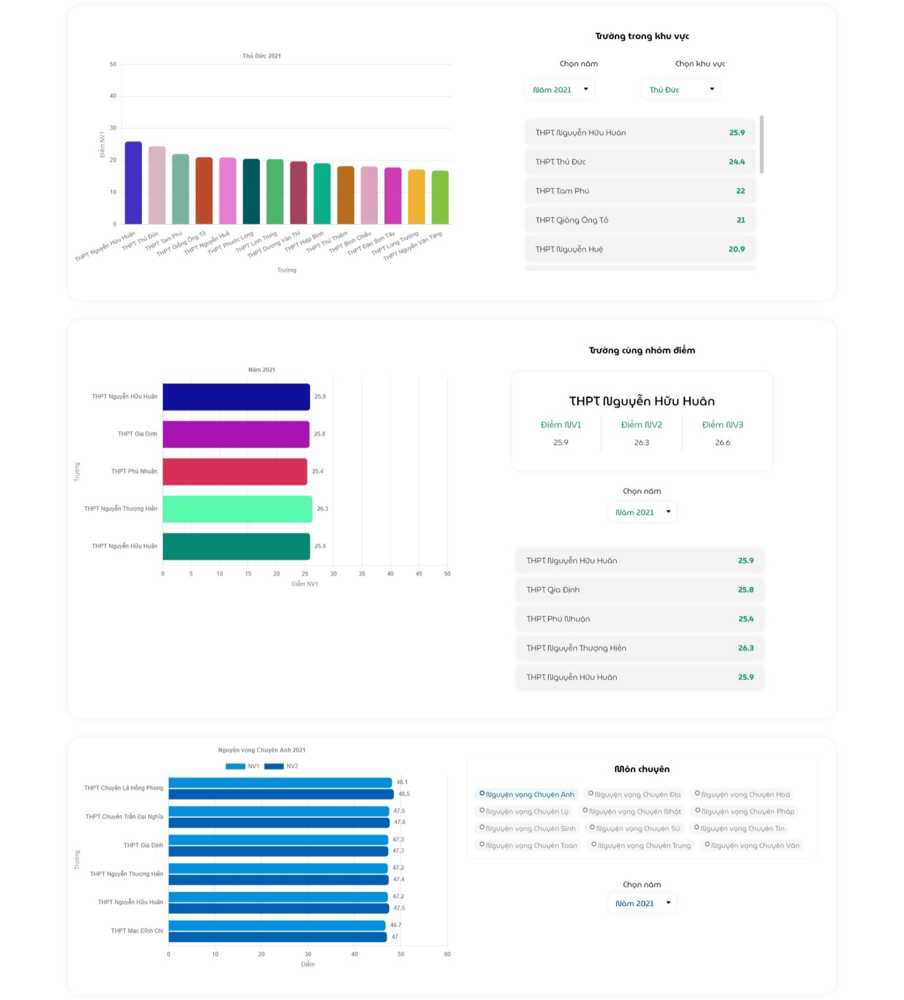 Thủ Đức 2021
50
40
30
20
10
0
Điểm NV1
THPT Nguyễn Hữu Huân
THPT Thủ Đức
THPT Tam Phú
THPT Giồng Ông Tố
THPT Nguyễn Huệ
THPT Phước Long
THPT Linh Trung
THPT Dương Văn Thì
THPT Hiệp Bình
THPT Thủ Thiêm
THPT Bình Chiểu
THPT Đào Sơn Tây
THPT Long Trường
THPT Nguyễn Văn Tăng
Trường
Trường trong khu vực
Chọn năm Chọn khu vực
Năm 2021 Thủ Đức
THPT Nguyễn Hữu Huân 25.9
THPT Thủ Đức 24.4
THPT Tam Phú 22
THPT Giồng Ông Tố 21
THPT Nguyễn Huệ 20.9
Năm 2021
Trường
THPT Nguyễn Hữu Huân 25.9
THPT Gia Định 25.8
THPT Phú Nhuận 25.4
THPT Nguyễn Thượng Hiền 26.3
THPT Nguyễn Hữu Huân 25.9
0 5 10 15 20 25 30 35 40 45 50
Điểm NV1
Trường cùng nhóm điểm
THPT Nguyễn Hữu Huân
Điểm NV1 Điểm NV2 Điểm NV3
25.9 26.3 26.6
Chọn năm
Năm 2021
THPT Nguyễn Hữu Huân 25.9
THPT Gia Định 25.8
THPT Phú Nhuận 25.4
THPT Nguyễn Thượng Hiền 26.3
THPT Nguyễn Hữu Huân 25.9
Nguyện vọng Chuyên Anh 2021
NV1 NV2
Trường
THPT Chuyên Lê Hồng Phong 48.1
48.5
THPT Chuyên Trần Đại Nghĩa 47.5
47.6
THPT Gia Định 47.3
47.3
THPT Nguyễn Thượng Hiền 47.2
47.4
THPT Nguyễn Hữu Huân 47.2
47.5
THPT Mạc Đĩnh Chi 46.7
47
0 10 20 30 40 50 60
Điểm
Môn chuyên
Nguyện vọng Chuyên Anh Nguyện vọng Chuyên Địa Nguyện vọng Chuyên Hoá
Nguyện vọng Chuyên Lý Nguyện vọng Chuyên Nhật Nguyện vọng Chuyên Pháp
Nguyện vọng Chuyên Sinh Nguyện vọng Chuyên Sử Nguyện vọng Chuyên Tin
Nguyện vọng Chuyên Toán Nguyện vọng Chuyên Trung Nguyện vọng Chuyên Văn
Chọn năm
Năm 2021